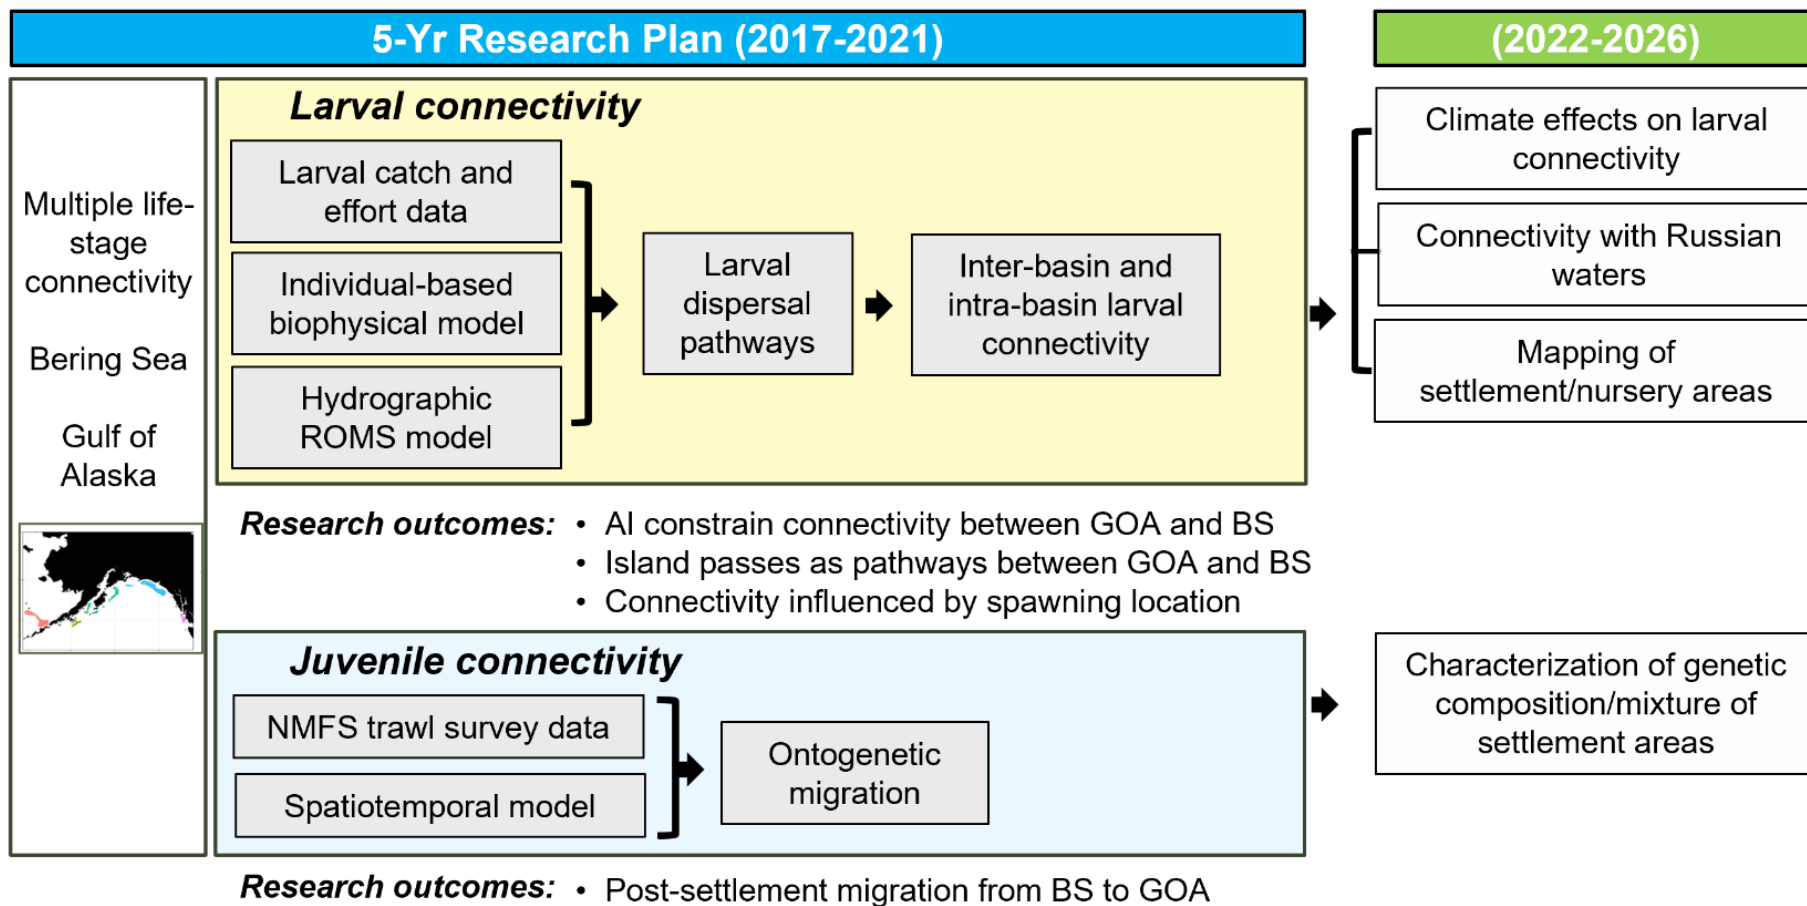 5-Yr Research Plan (2017-2021)
(2022-2026)
Multiple life-
stage
connectivity
Bering Sea
Gulf of
Alaska
Larval connectivity
Larval catch and
effort data
Individual-based
biophysical model
Hydrographic
ROMS model
Larval
dispersal
pathways
Inter-basin and
intra-basin larval
connectivity
Climate effects on larval
connectivity
Connectivity with Russian
waters
Mapping of
settlement/nursery areas
Research outcomes: • AI constrain connectivity between GOA and BS
• Island passes as pathways between GOA and BS
• Connectivity influenced by spawning location
Juvenile connectivity
NMFS trawl survey data
Spatiotemporal model
Ontogenetic
migration
Characterization of genetic
composition/mixture of
settlement areas
Research outcomes: • Post-settlement migration from BS to GOA